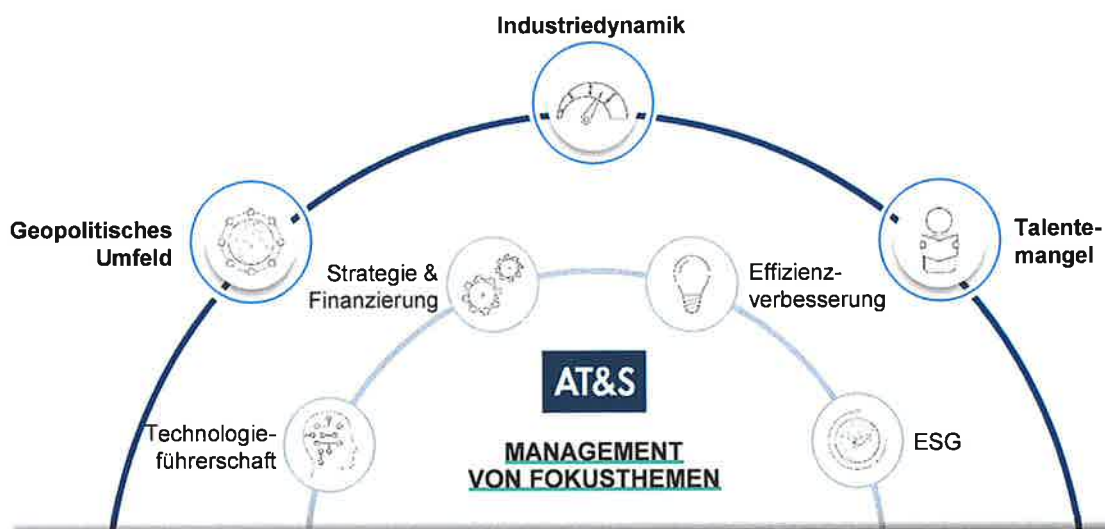 Industriedynamik
Geopolitisches
Umfeld
Talente-
mangel
Strategie &
Finanzierung
Effizienz-
verbesserung
AT&S
Technologie-
führerschaft
MANAGEMENT
VON FOKUSTHEMEN
ESG